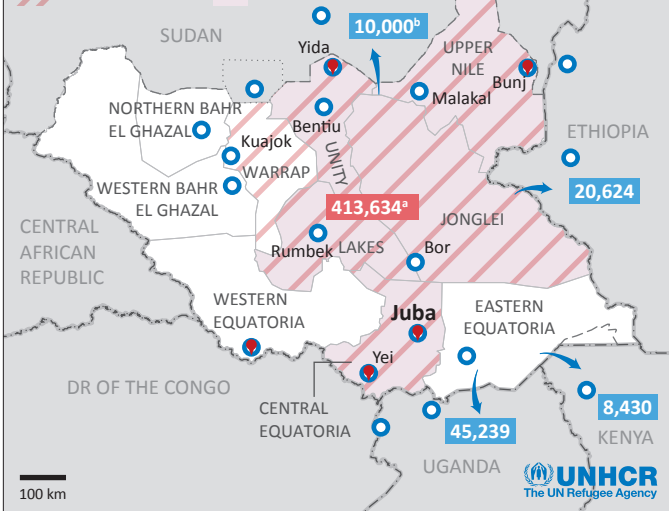 SUDAN
10,000ᵇ
Yida
UPPER
NILE
Bunj
Malakal
NORTHERN BAHR
EL GHAZAL
Bentiu
ETHIOPIA
Kuajok
UNITY
WARRAP
WESTERN BAHR
EL GHAZAL
20,624
413,634ᵃ
JONGLEI
CENTRAL
AFRICAN
REPUBLIC
Rumbek
LAKES
Bor
WESTERN
EQUATORIA
Juba
EASTERN
EQUATORIA
Yei
DR OF THE CONGO
CENTRAL
EQUATORIA
8,430
45,239
KENYA
UGANDA
UNHCR
The UN Refugee Agency
100 km